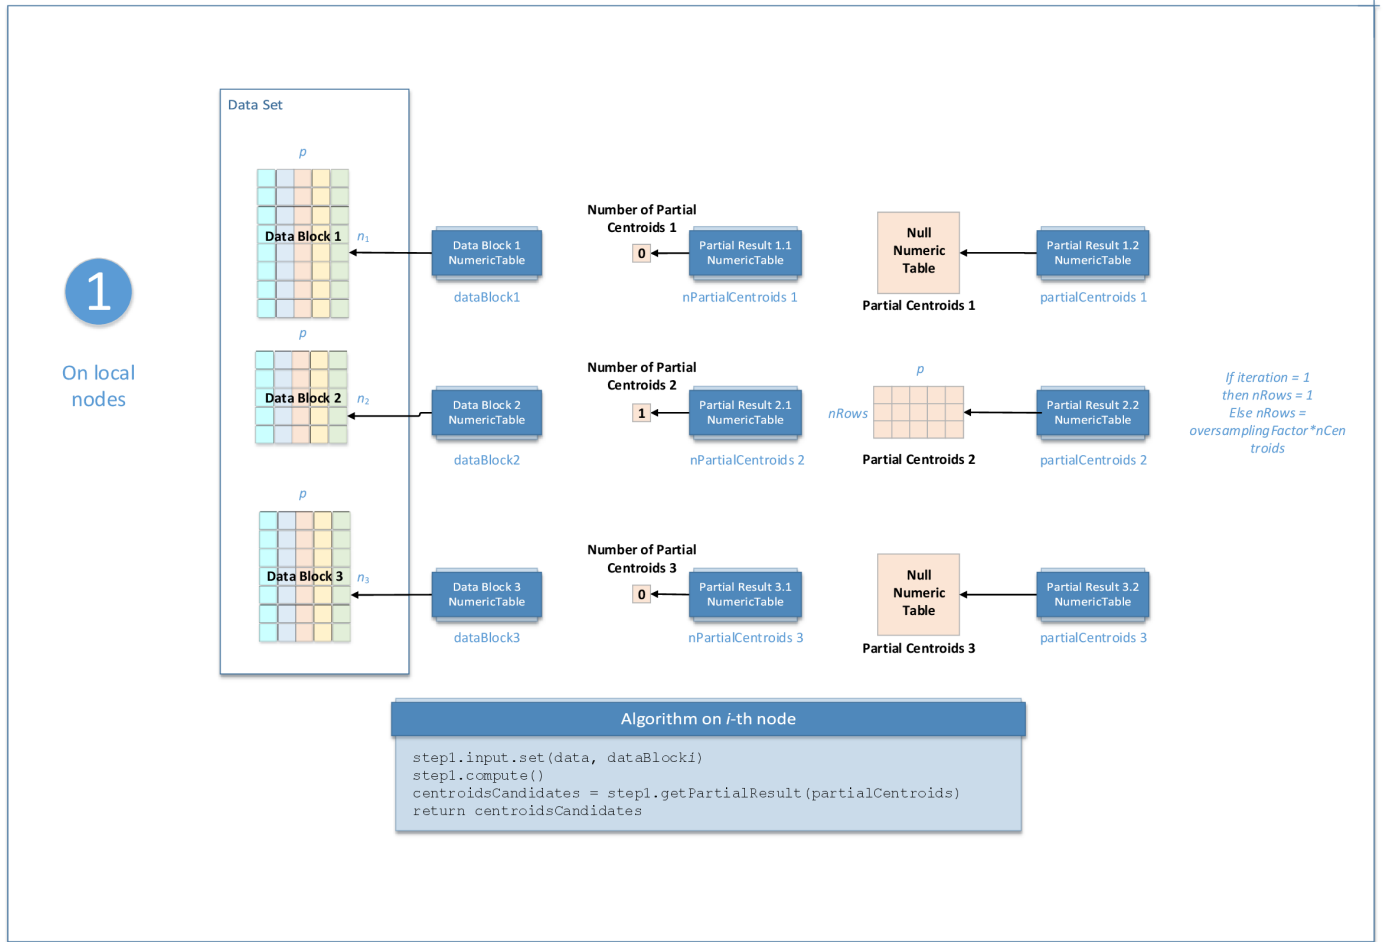 1
On local
nodes
Data Set
p
Data Block 1
n1
p
Data Block 2
n2
p
Data Block 3
n3
Data Block 1
NumericTable
dataBlock1
Number of Partial
Centroids 1
0
Partial Result 1.1
NumericTable
nPartialCentroids 1
Null
Numeric
Table
Partial Centroids 1
Partial Result 1.2
NumericTable
partialCentroids 1
Data Block 2
NumericTable
dataBlock2
Number of Partial
Centroids 2
1
Partial Result 2.1
NumericTable
nPartialCentroids 2
p
nRows
Partial Centroids 2
Partial Result 2.2
NumericTable
partialCentroids 2
If iteration = 1
then nRows = 1
Else nRows =
oversamplingFactor*nCen
troids
Data Block 3
NumericTable
dataBlock3
Number of Partial
Centroids 3
0
Partial Result 3.1
NumericTable
nPartialCentroids 3
Null
Numeric
Table
Partial Centroids 3
Partial Result 3.2
NumericTable
partialCentroids 3
Algorithm on i-th node
step1.input.set(data, dataBlocki)
step1.compute()
centroidsCandidates = step1.getPartialResult(partialCentroids)
return centroidsCandidates